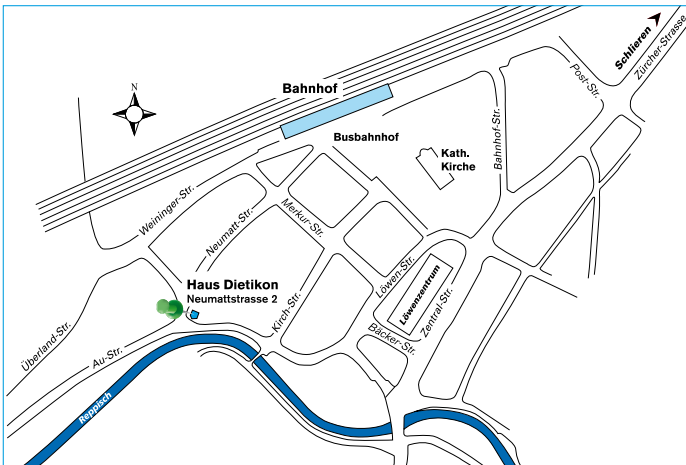 Schlieren
Zürcher-Strasse
Post-Str.
N
Bahnhof
Busbahnhof
Bahnhof-Str.
Kath.
Kirche
Weininger-Str.
Neumatt-Str.
Merkur-Str.
Haus Dietikon
Neumattstrasse 2
Löwen-Str.
Löwenzentrum
Zentral-Str.
Kirch-Str.
Bäcker-Str.
Überland-Str.
Au-Str.
Reppisch